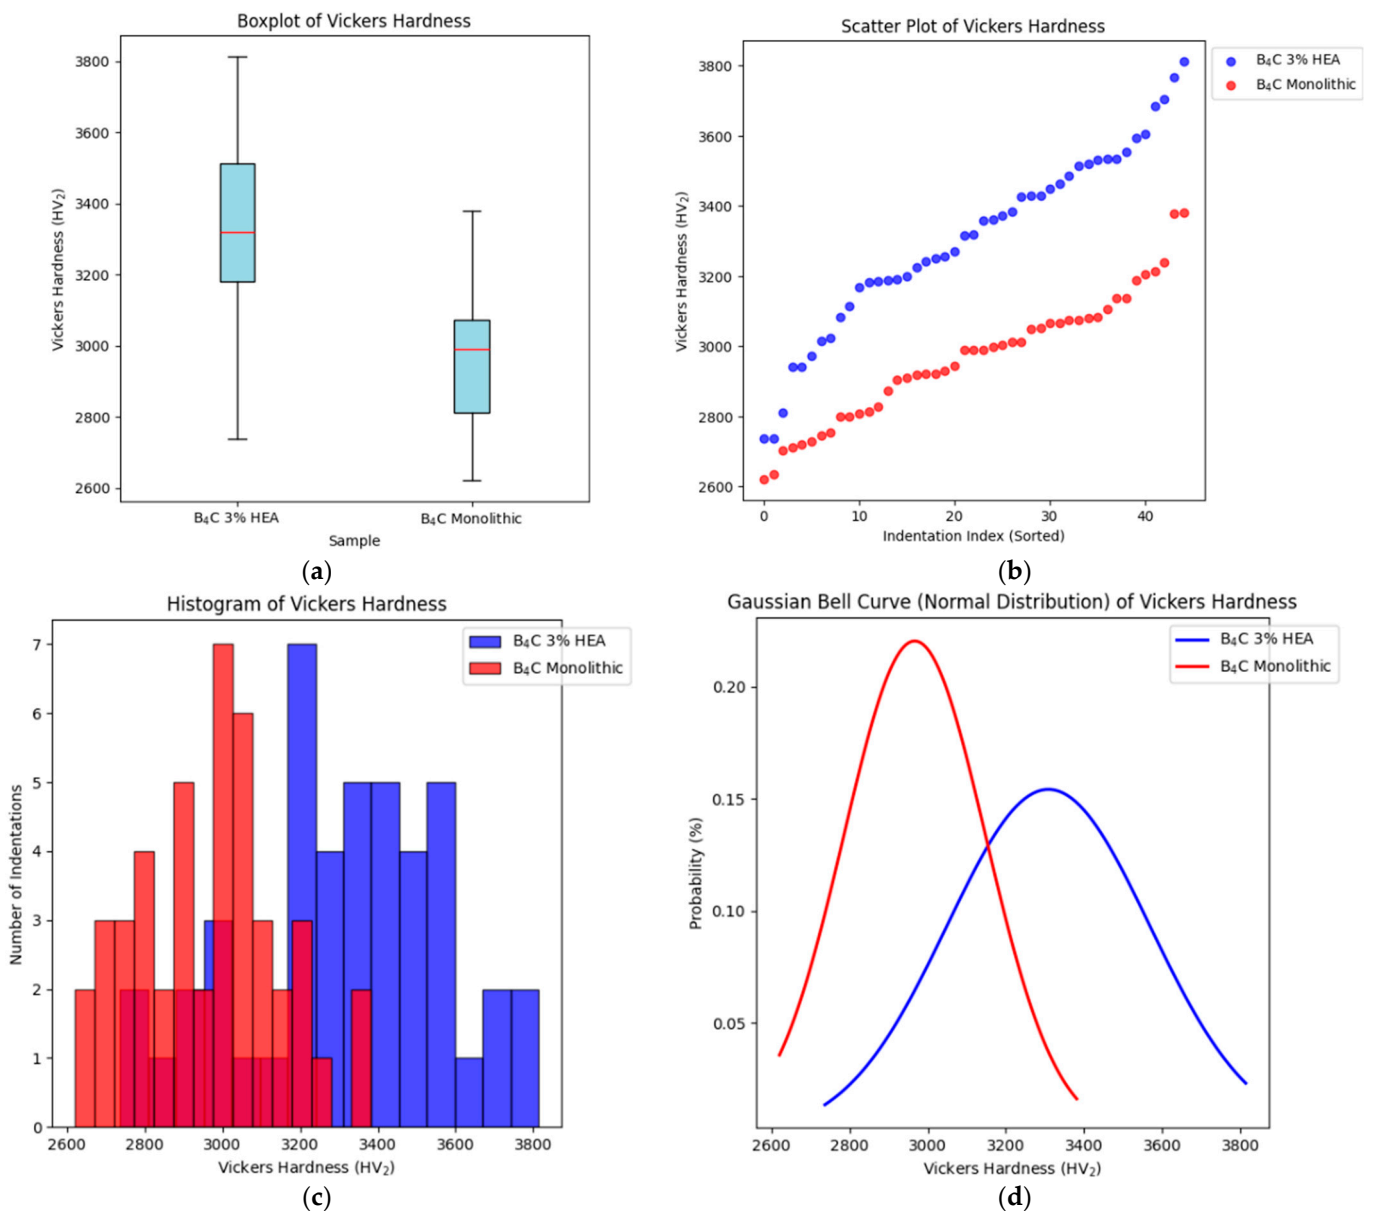 Boxplot of Vickers Hardness
3800
3600
3400
3200
3000
2800
2600
Vickers Hardness (HV₂)
B₄C 3% HEA
B₄C Monolithic
Sample
(a)
Scatter Plot of Vickers Hardness
3800
3600
3400
3200
3000
2800
2600
Vickers Hardness (HV₂)
0
10
20
30
40
Indentation Index (Sorted)
B₄C 3% HEA
B₄C Monolithic
(b)
Histogram of Vickers Hardness
7
6
5
4
3
2
1
0
Number of Indentations
2600
2800
3000
3200
3400
3600
3800
Vickers Hardness (HV₂)
B₄C 3% HEA
B₄C Monolithic
(c)
Gaussian Bell Curve (Normal Distribution) of Vickers Hardness
0.20
0.15
0.10
0.05
Probability (%)
2600
2800
3000
3200
3400
3600
3800
Vickers Hardness (HV₂)
B₄C 3% HEA
B₄C Monolithic
(d)